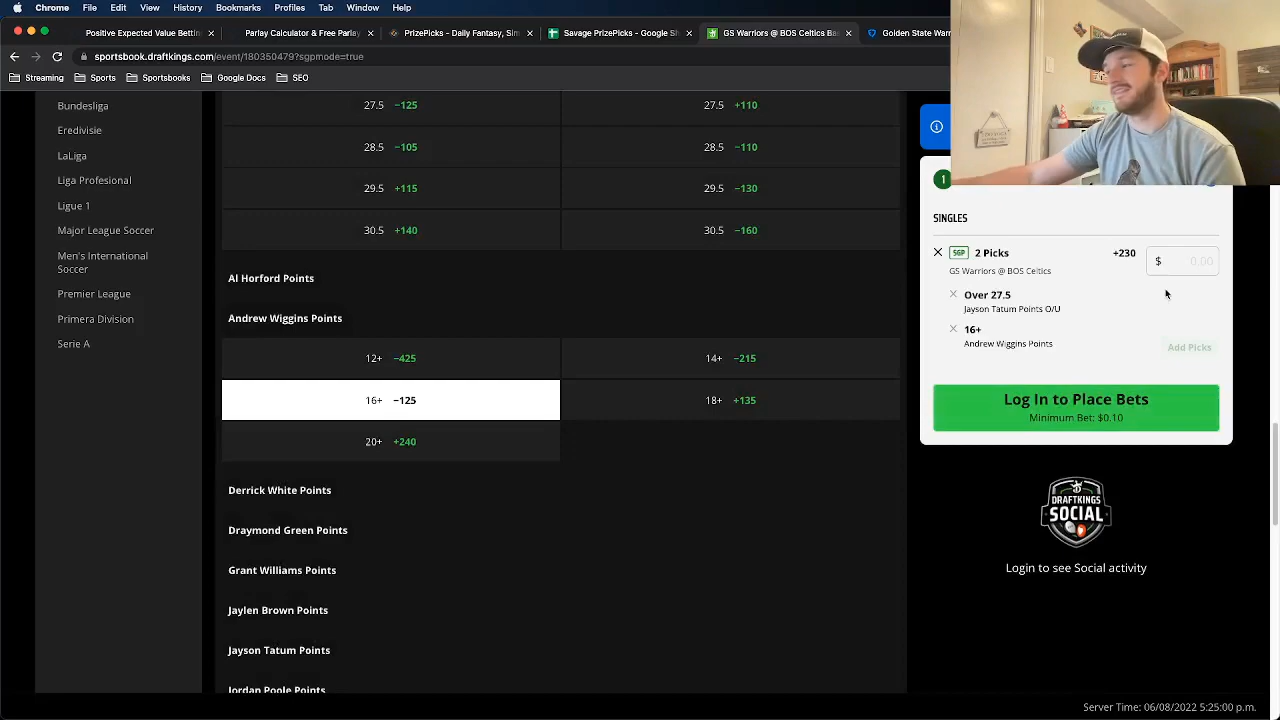 Chrome File Edit View History Bookmarks Profiles Tab Window Help
Positive Expected Value Bettin
Parlay Calculator & Free Parla
PrizePicks - Daily Fantasy, Sim
Savage PrizePicks - Google Sh
GS Warriors @ BOS Celtics Be
Golden State Warr
sportsbook.draftkings.com/event/180350479?sgpmode=true
Streaming Sports Sportsbooks Google Docs SEO
Bundesliga
Eredivisie
LaLiga
Liga Profesional
Ligue 1
Major League Soccer
Men's International
Soccer
Premier League
Primera Division
Serie A
27.5 −125 27.5 +110
28.5 −105 28.5 −110
29.5 +115 29.5 −130
30.5 +140 30.5 −160
Al Horford Points
Andrew Wiggins Points
12+ −425 14+ −215
16+ −125 18+ +135
20+ +240
Derrick White Points
Draymond Green Points
Grant Williams Points
Jaylen Brown Points
Jayson Tatum Points
Jordan Poole Points
1
SINGLES
SGP 2 Picks +230 $ 0.00
GS Warriors @ BOS Celtics
Over 27.5
Jayson Tatum Points O/U
16+
Andrew Wiggins Points
Add Picks
Log In to Place Bets
Minimum Bet: $0.10
DRAFTKINGS
SOCIAL
Login to see Social activity
Server Time: 06/08/2022 5:25:00 p.m.